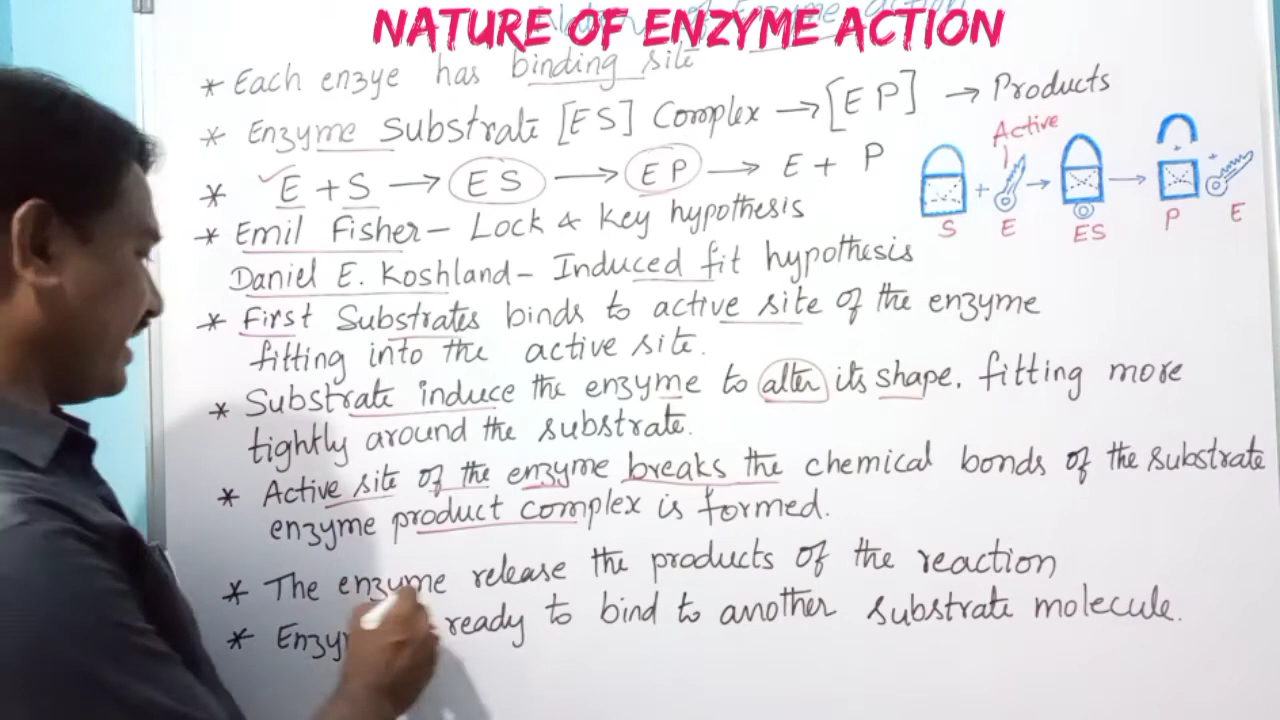 NATURE OF ENZYME ACTION
* Each enzye has binding site
* Enzyme Substrate [ES] Complex → [EP] → Products
* E + S → ES → EP → E + P
Active
S E ES P E
* Emil Fisher - Lock & key hypothesis
Daniel E. Koshland - Induced fit hypothesis
* First Substrates binds to active site of the enzyme
fitting into the active site.
* Substrate induce the enzyme to alter its shape. fitting more
tightly around the substrate.
* Active site of the enzyme breaks the chemical bonds of the substrate
enzyme product complex is formed.
* The enzyme release the products of the reaction
* ready to bind to another substrate molecule.